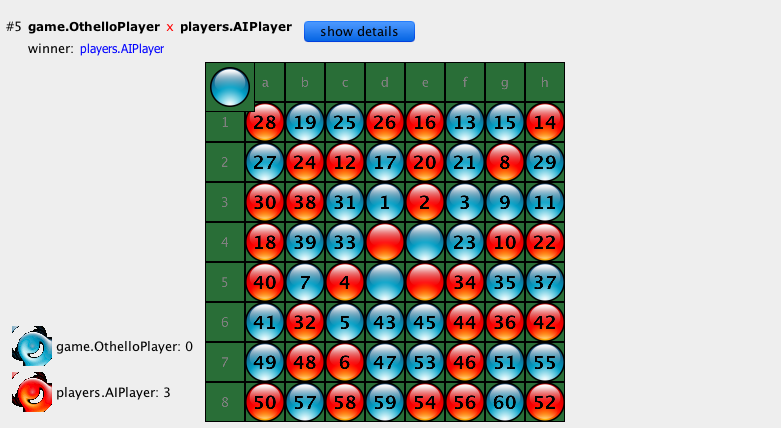 #5 game.OthelloPlayer x players.AIPlayer show details
winner: players.AIPlayer
a b c d e f g h
1 28 19 25 26 16 13 15 14
2 27 24 12 17 20 21 8 29
3 30 38 31 1 2 3 9 11
4 18 39 33 23 10 22
5 40 7 4 34 35 37
6 41 32 5 43 45 44 36 42
7 49 48 6 47 53 46 51 55
8 50 57 58 59 54 56 60 52
game.OthelloPlayer: 0
players.AIPlayer: 3